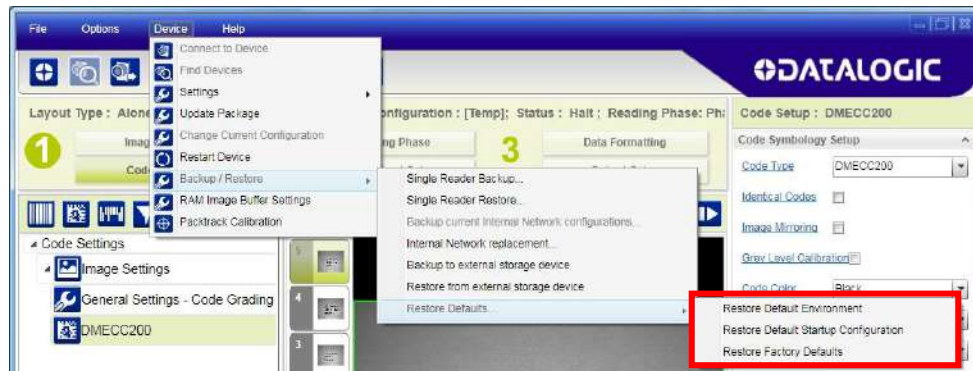 File Options Device Help
DATALOGIC
Layout Type : Alone
onfiguration : [Temp]; Status : Halt ; Reading Phase: Pha
1
Imag
ng Phase
3
Data Formatting
Cod
Connect to Device
Find Devices
Settings
Update Package
Change Current Configuration
Restart Device
Backup / Restore
RAM Image Buffer Settings
Packtrack Calibration
Single Reader Backup...
Single Reader Restore...
Backup current Internal Network configurations...
Internal Network replacement...
Backup to external storage device
Restore from external storage device
Restore Defaults...
Restore Default Environment
Restore Default Startup Configuration
Restore Factory Defaults
Code Settings
Image Settings
General Settings - Code Grading
DMECC200
5
4
3
Code Setup : DMECC200
Code Symbology Setup
Code Type DMECC200
Identical Codes
Image Mirroring
Grey Level Calibration
Code Color Black